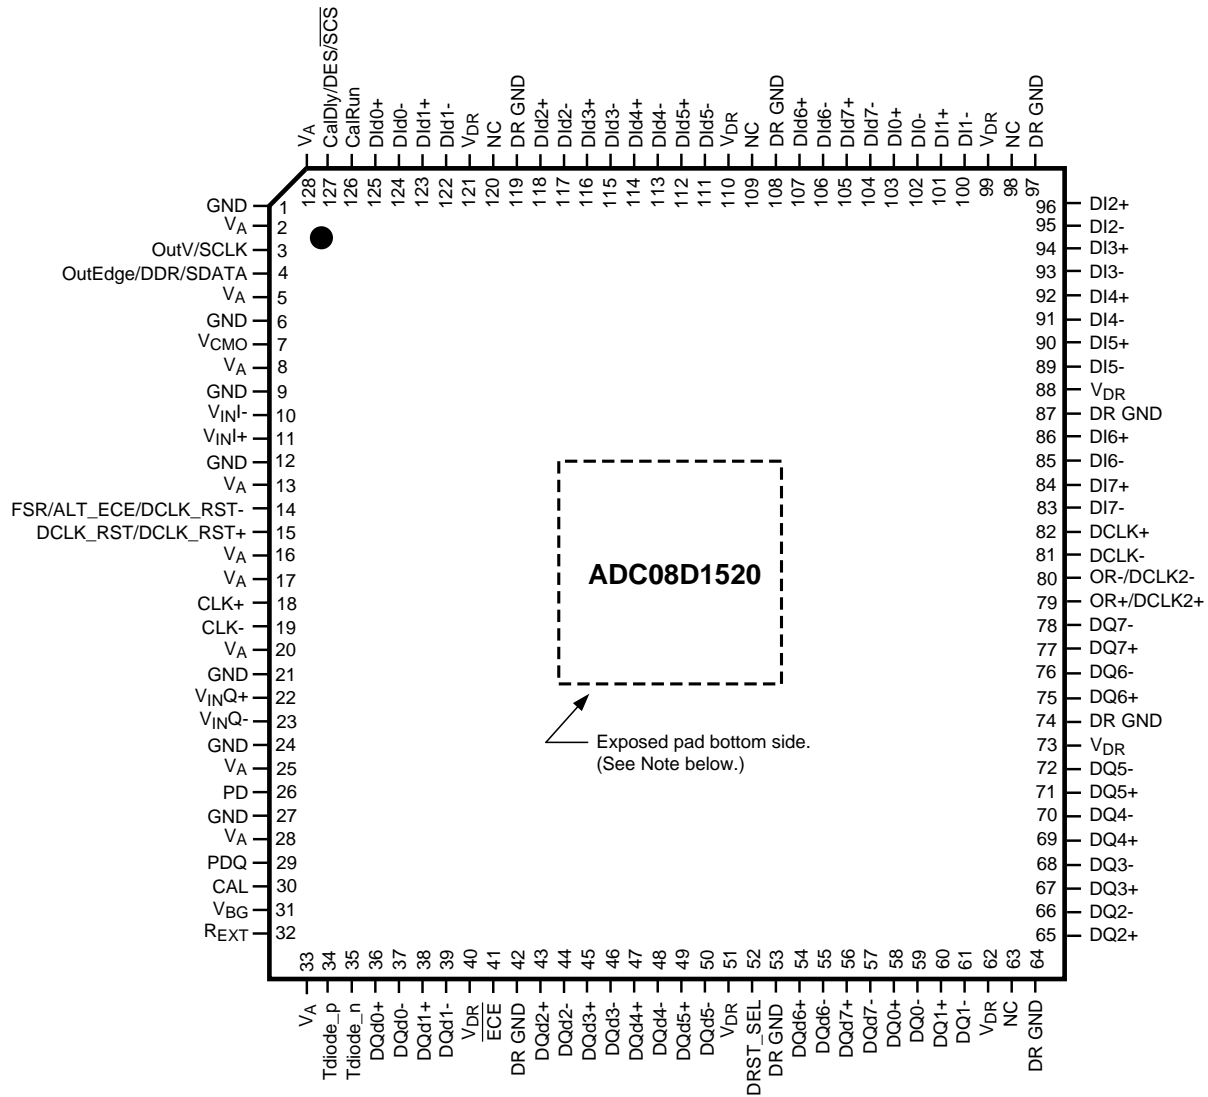 VA
CalDly/DES/SCS
CalRun
DId0+
DId0-
DId1+
DId1-
VDR
NC
DR GND
DId2+
DId2-
DId3+
DId3-
DId4+
DId4-
DId5+
DId5-
VDR
NC
DR GND
DId6+
DId6-
DId7+
DId7-
DI0+
DI0-
DI1+
DI1-
VDR
NC
DR GND
128
127
126
125
124
123
122
121
120
119
118
117
116
115
114
113
112
111
110
109
108
107
106
105
104
103
102
101
100
99
98
97
GND 1
VA 2
OutV/SCLK 3
OutEdge/DDR/SDATA 4
VA 5
GND 6
VCMO 7
VA 8
GND 9
VINI- 10
VINI+ 11
GND 12
VA 13
FSR/ALT_ECE/DCLK_RST- 14
DCLK_RST/DCLK_RST+ 15
VA 16
VA 17
CLK+ 18
CLK- 19
VA 20
GND 21
VINQ+ 22
VINQ- 23
GND 24
VA 25
PD 26
GND 27
VA 28
PDQ 29
CAL 30
VBG 31
REXT 32
ADC08D1520
Exposed pad bottom side.
(See Note below.)
96 DI2+
95 DI2-
94 DI3+
93 DI3-
92 DI4+
91 DI4-
90 DI5+
89 DI5-
88 VDR
87 DR GND
86 DI6+
85 DI6-
84 DI7+
83 DI7-
82 DCLK+
81 DCLK-
80 OR-/DCLK2-
79 OR+/DCLK2+
78 DQ7-
77 DQ7+
76 DQ6-
75 DQ6+
74 DR GND
73 VDR
72 DQ5-
71 DQ5+
70 DQ4-
69 DQ4+
68 DQ3-
67 DQ3+
66 DQ2-
65 DQ2+
33
34
35
36
37
38
39
40
41
42
43
44
45
46
47
48
49
50
51
52
53
54
55
56
57
58
59
60
61
62
63
64
VA
Tdiode_p
Tdiode_n
DQd0+
DQd0-
DQd1+
DQd1-
VDR
ECE
DR GND
DQd2+
DQd2-
DQd3+
DQd3-
DQd4+
DQd4-
DQd5+
DQd5-
VDR
DRST_SEL
DR GND
DQd6+
DQd6-
DQd7+
DQd7-
DQ0+
DQ0-
DQ1+
DQ1-
VDR
NC
DR GND